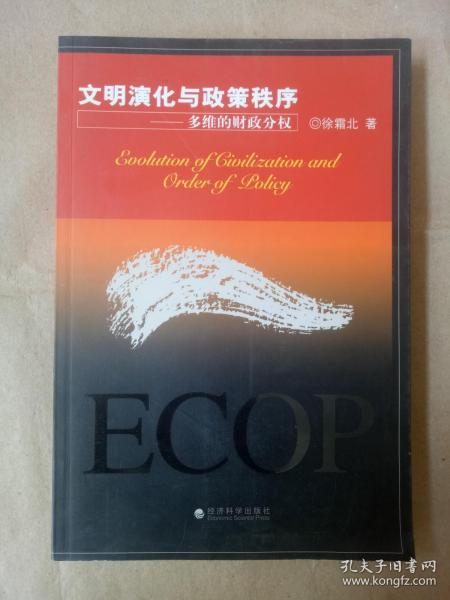 文明演化与政策秩序
——多维的财政分权
◎徐霜北 著
Evolution of Civilization and
Order of Policy
ECOP
经济科学出版社
Economic Science Press
孔夫子旧书网
www.kongfz.com